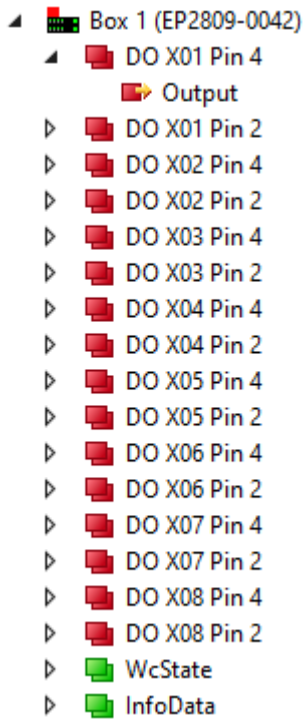 Box 1 (EP2809-0042)
DO X01 Pin 4
Output
DO X01 Pin 2
DO X02 Pin 4
DO X02 Pin 2
DO X03 Pin 4
DO X03 Pin 2
DO X04 Pin 4
DO X04 Pin 2
DO X05 Pin 4
DO X05 Pin 2
DO X06 Pin 4
DO X06 Pin 2
DO X07 Pin 4
DO X07 Pin 2
DO X08 Pin 4
DO X08 Pin 2
WcState
InfoData